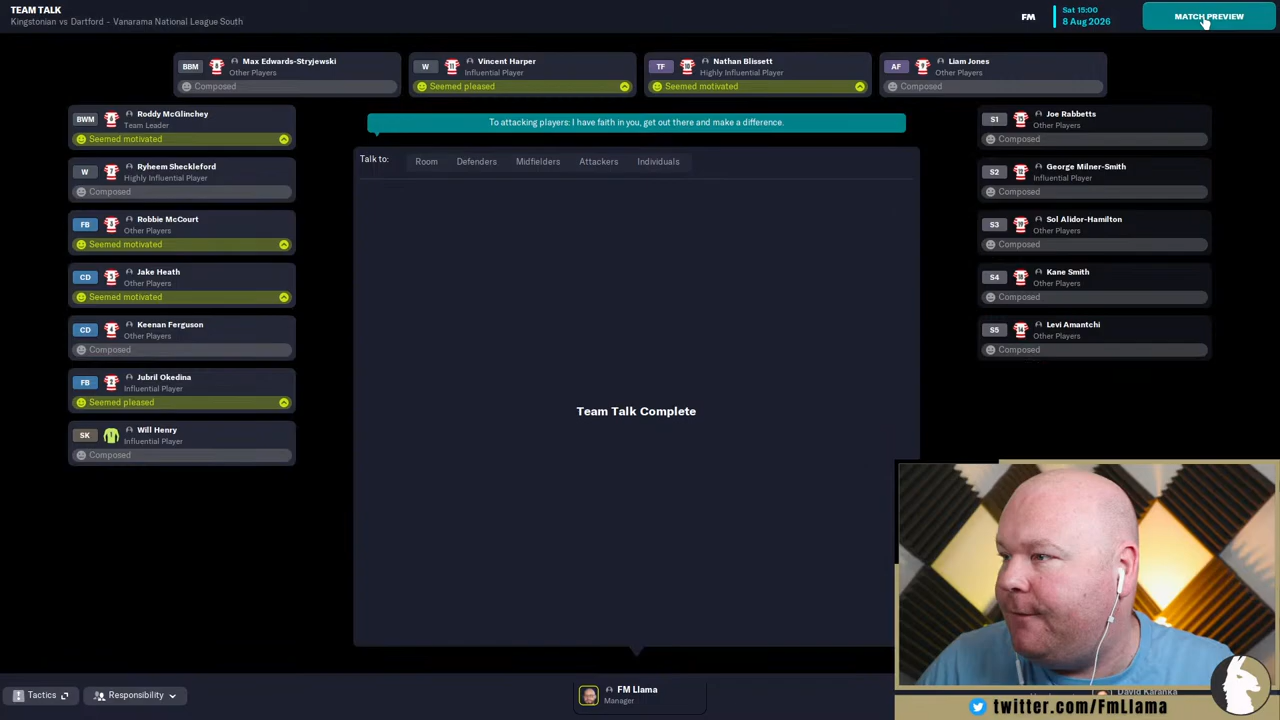 TEAM TALK
Kingstonian vs Dartford - Vanarama National League South
FM
Sat 15:00
8 Aug 2026
MATCH PREVIEW
BBM
Max Edwards-Stryjewski
Other Players
Composed
W
Vincent Harper
Influential Player
Seemed pleased
TF
Nathan Blissett
Highly Influential Player
Seemed motivated
AF
Liam Jones
Other Players
Composed
BWM
Roddy McGlinchey
Team Leader
Seemed motivated
W
Ryheem Sheckleford
Highly Influential Player
Composed
FB
Robbie McCourt
Other Players
Seemed motivated
CD
Jake Heath
Other Players
Seemed motivated
CD
Keenan Ferguson
Other Players
Composed
FB
Jubril Okedina
Influential Player
Seemed pleased
SK
Will Henry
Influential Player
Composed
To attacking players: I have faith in you, get out there and make a difference.
Talk to: Room Defenders Midfielders Attackers Individuals
Team Talk Complete
S1
Joe Rabbetts
Other Players
Composed
S2
George Milner-Smith
Influential Player
Composed
S3
Sol Alidor-Hamilton
Other Players
Composed
S4
Kane Smith
Other Players
Composed
S5
Levi Amantchi
Other Players
Composed
Tactics
Responsibility
FM Llama
Manager
David Karanka
twitter.com/FmLlama